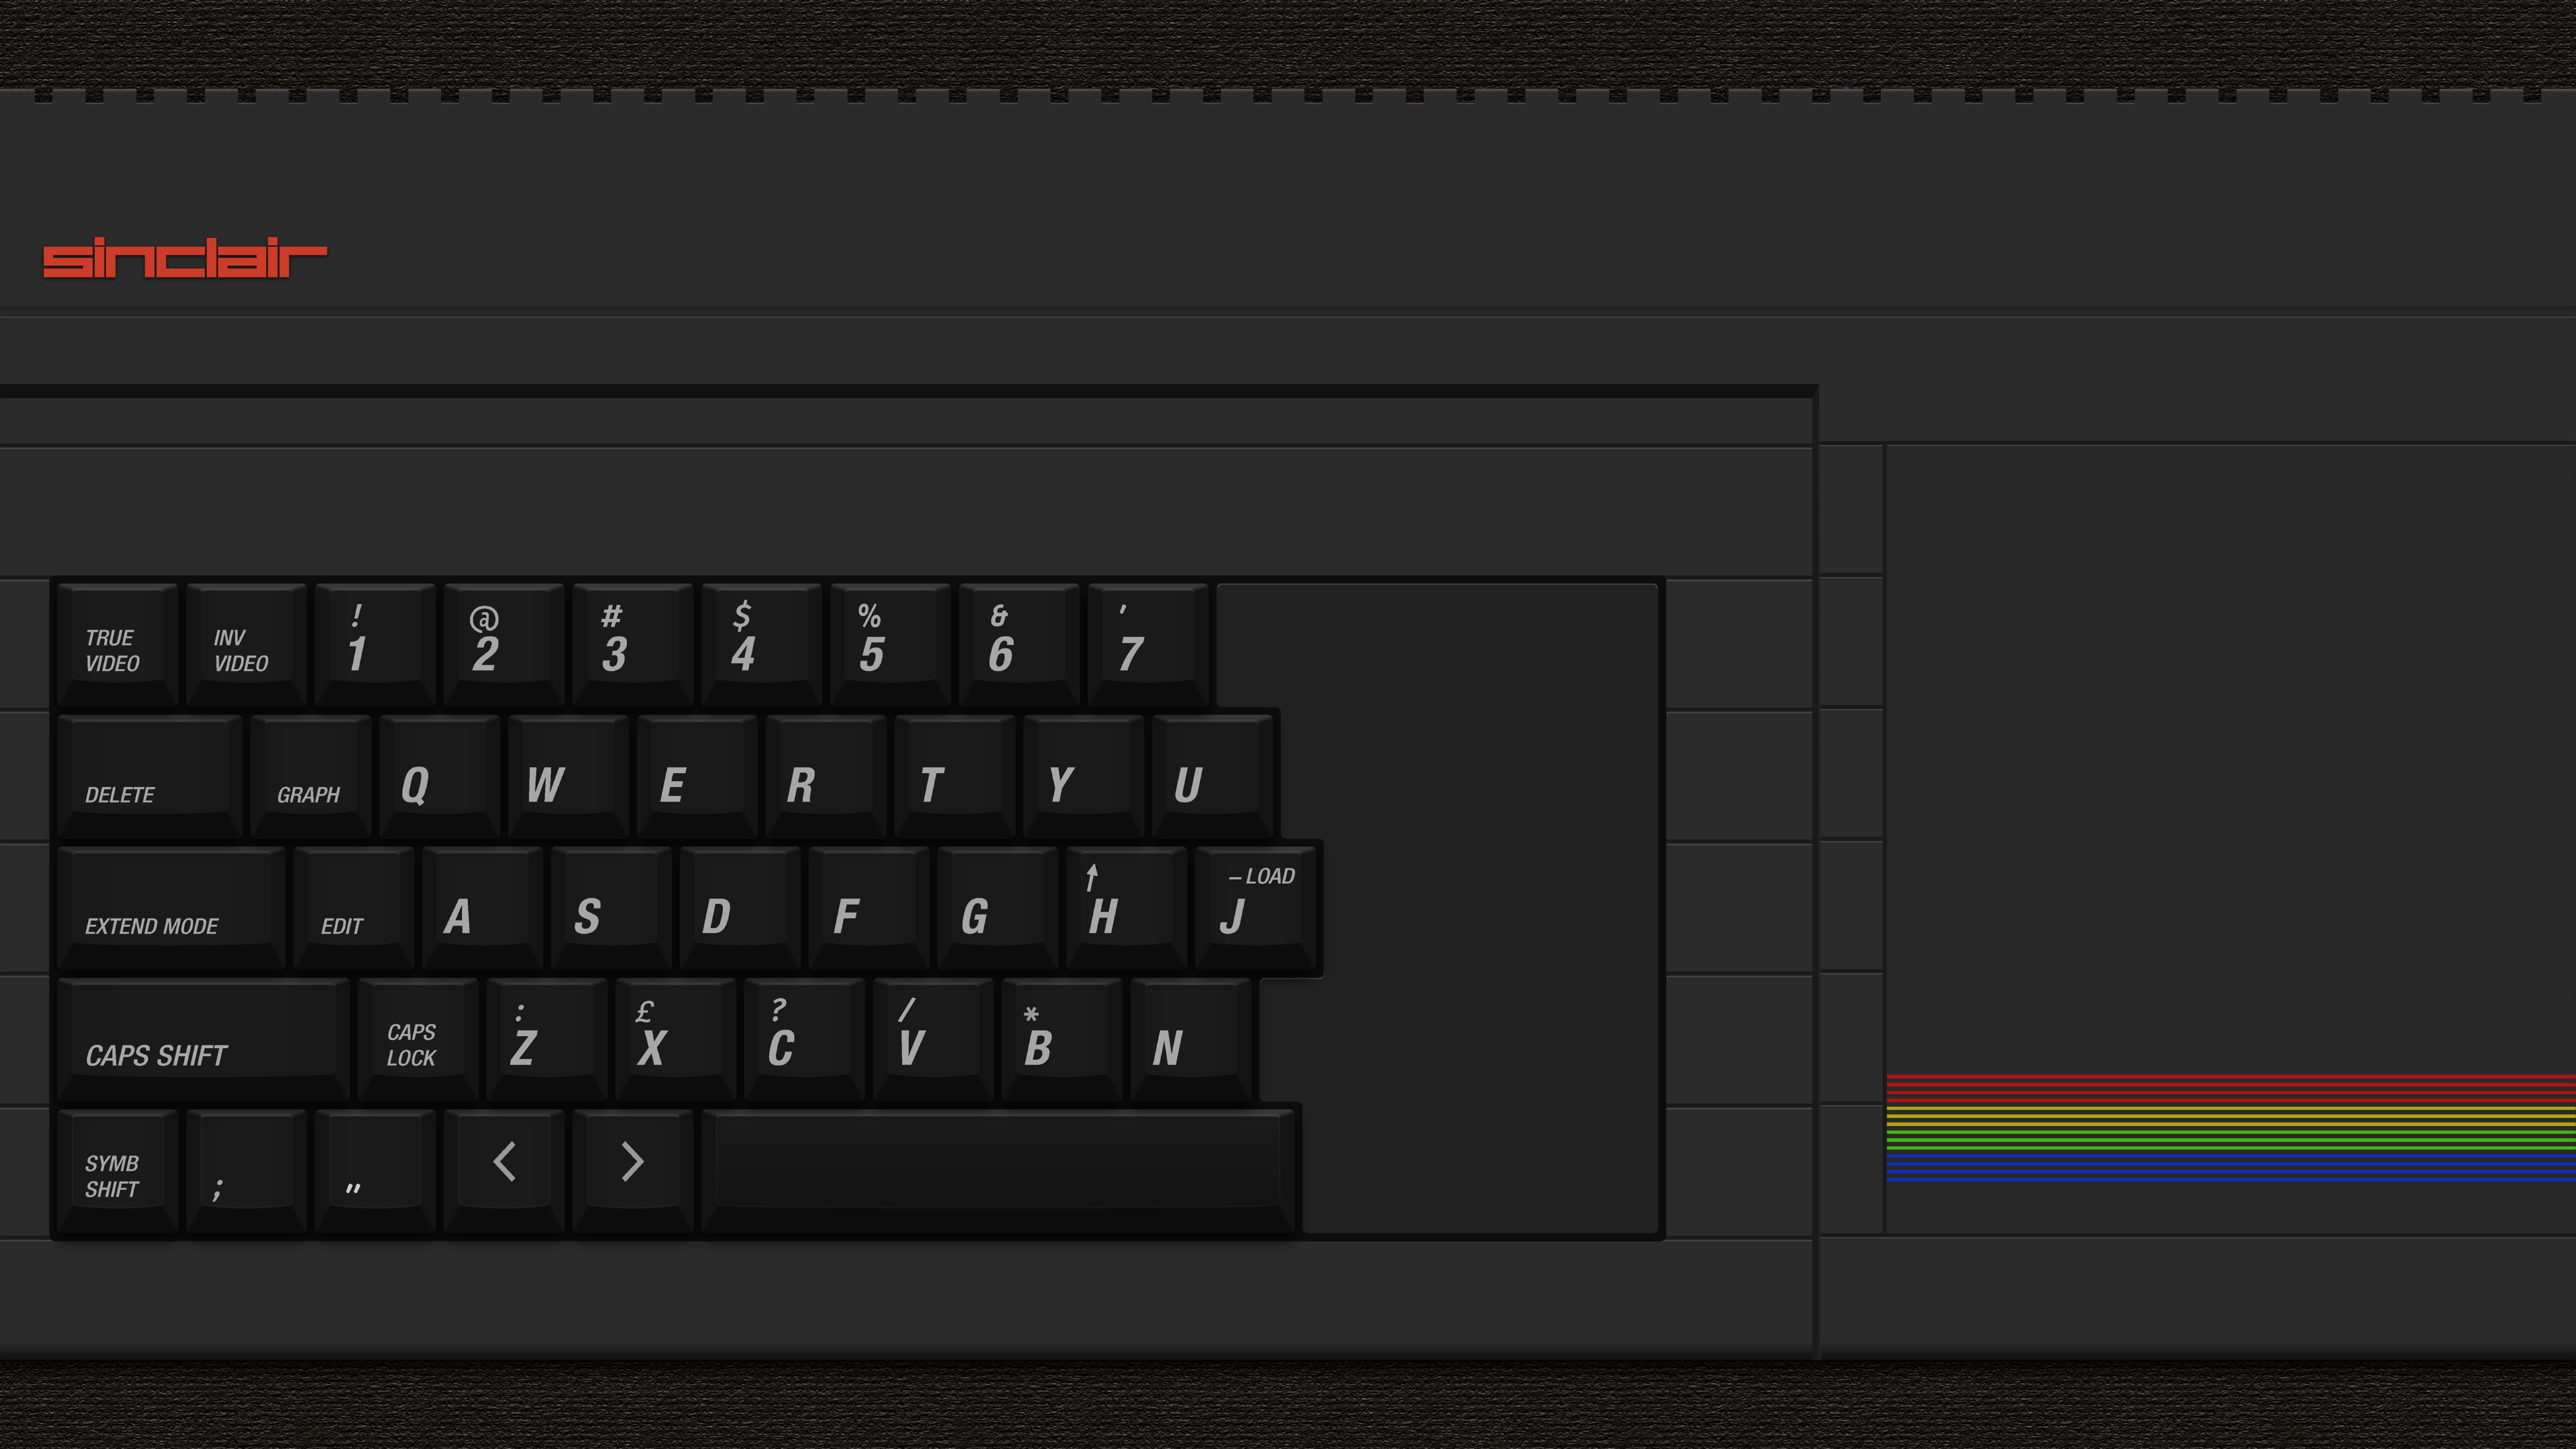 sinclair
TRUE VIDEO INV VIDEO ! 1 @ 2 # 3 $ 4 % 5 & 6 ' 7
DELETE GRAPH Q W E R T Y U
EXTEND MODE EDIT A S D F G ↑ H – LOAD J
CAPS SHIFT CAPS LOCK : Z £ X ? C / V * B N
SYMB SHIFT ; " < >